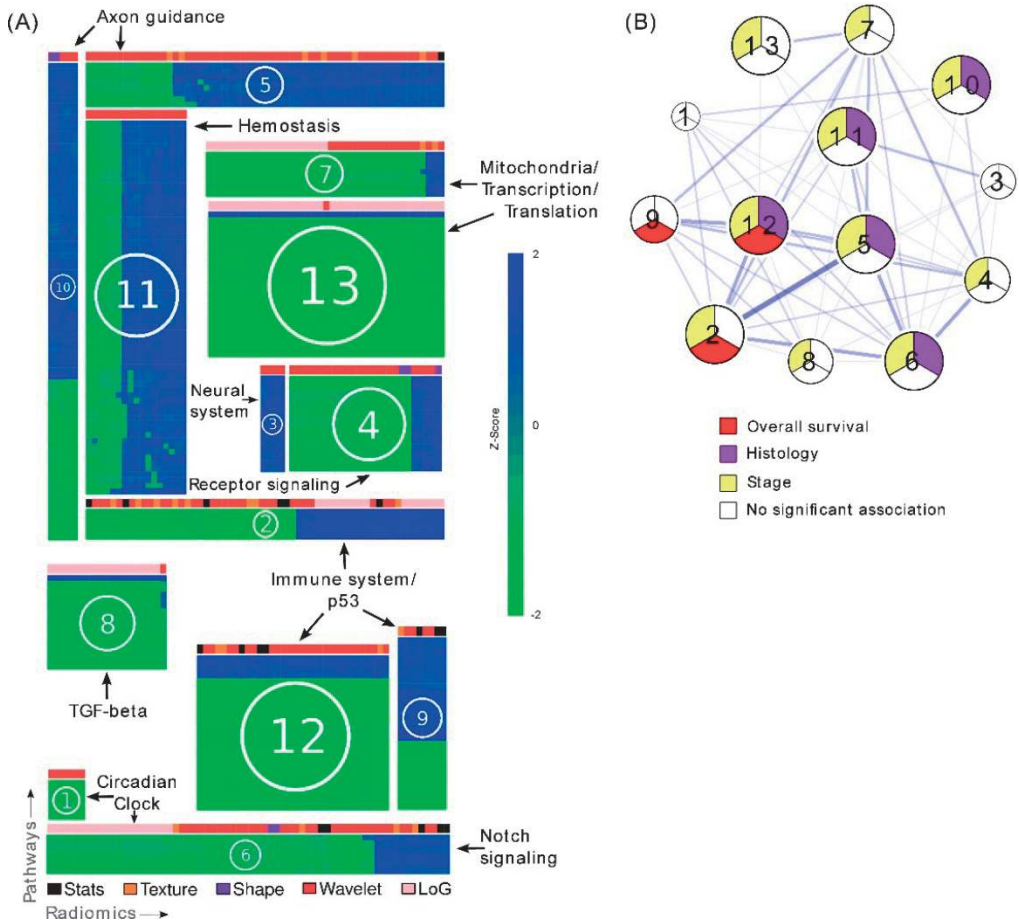 (A)
Axon guidance
5
Hemostasis
7
Mitochondria/
Transcription/
Translation
10
11
13
Neural
system
3
4
Receptor signaling
2
Immune system/
p53
8
TGF-beta
12
9
Circadian
Clock
1
6
Notch
signaling
Pathways
Stats
Texture
Shape
Wavelet
LoG
Radiomics
2
0
-2
Z-Score
(B)
13
7
10
1
11
3
9
12
5
4
2
8
6
Overall survival
Histology
Stage
No significant association